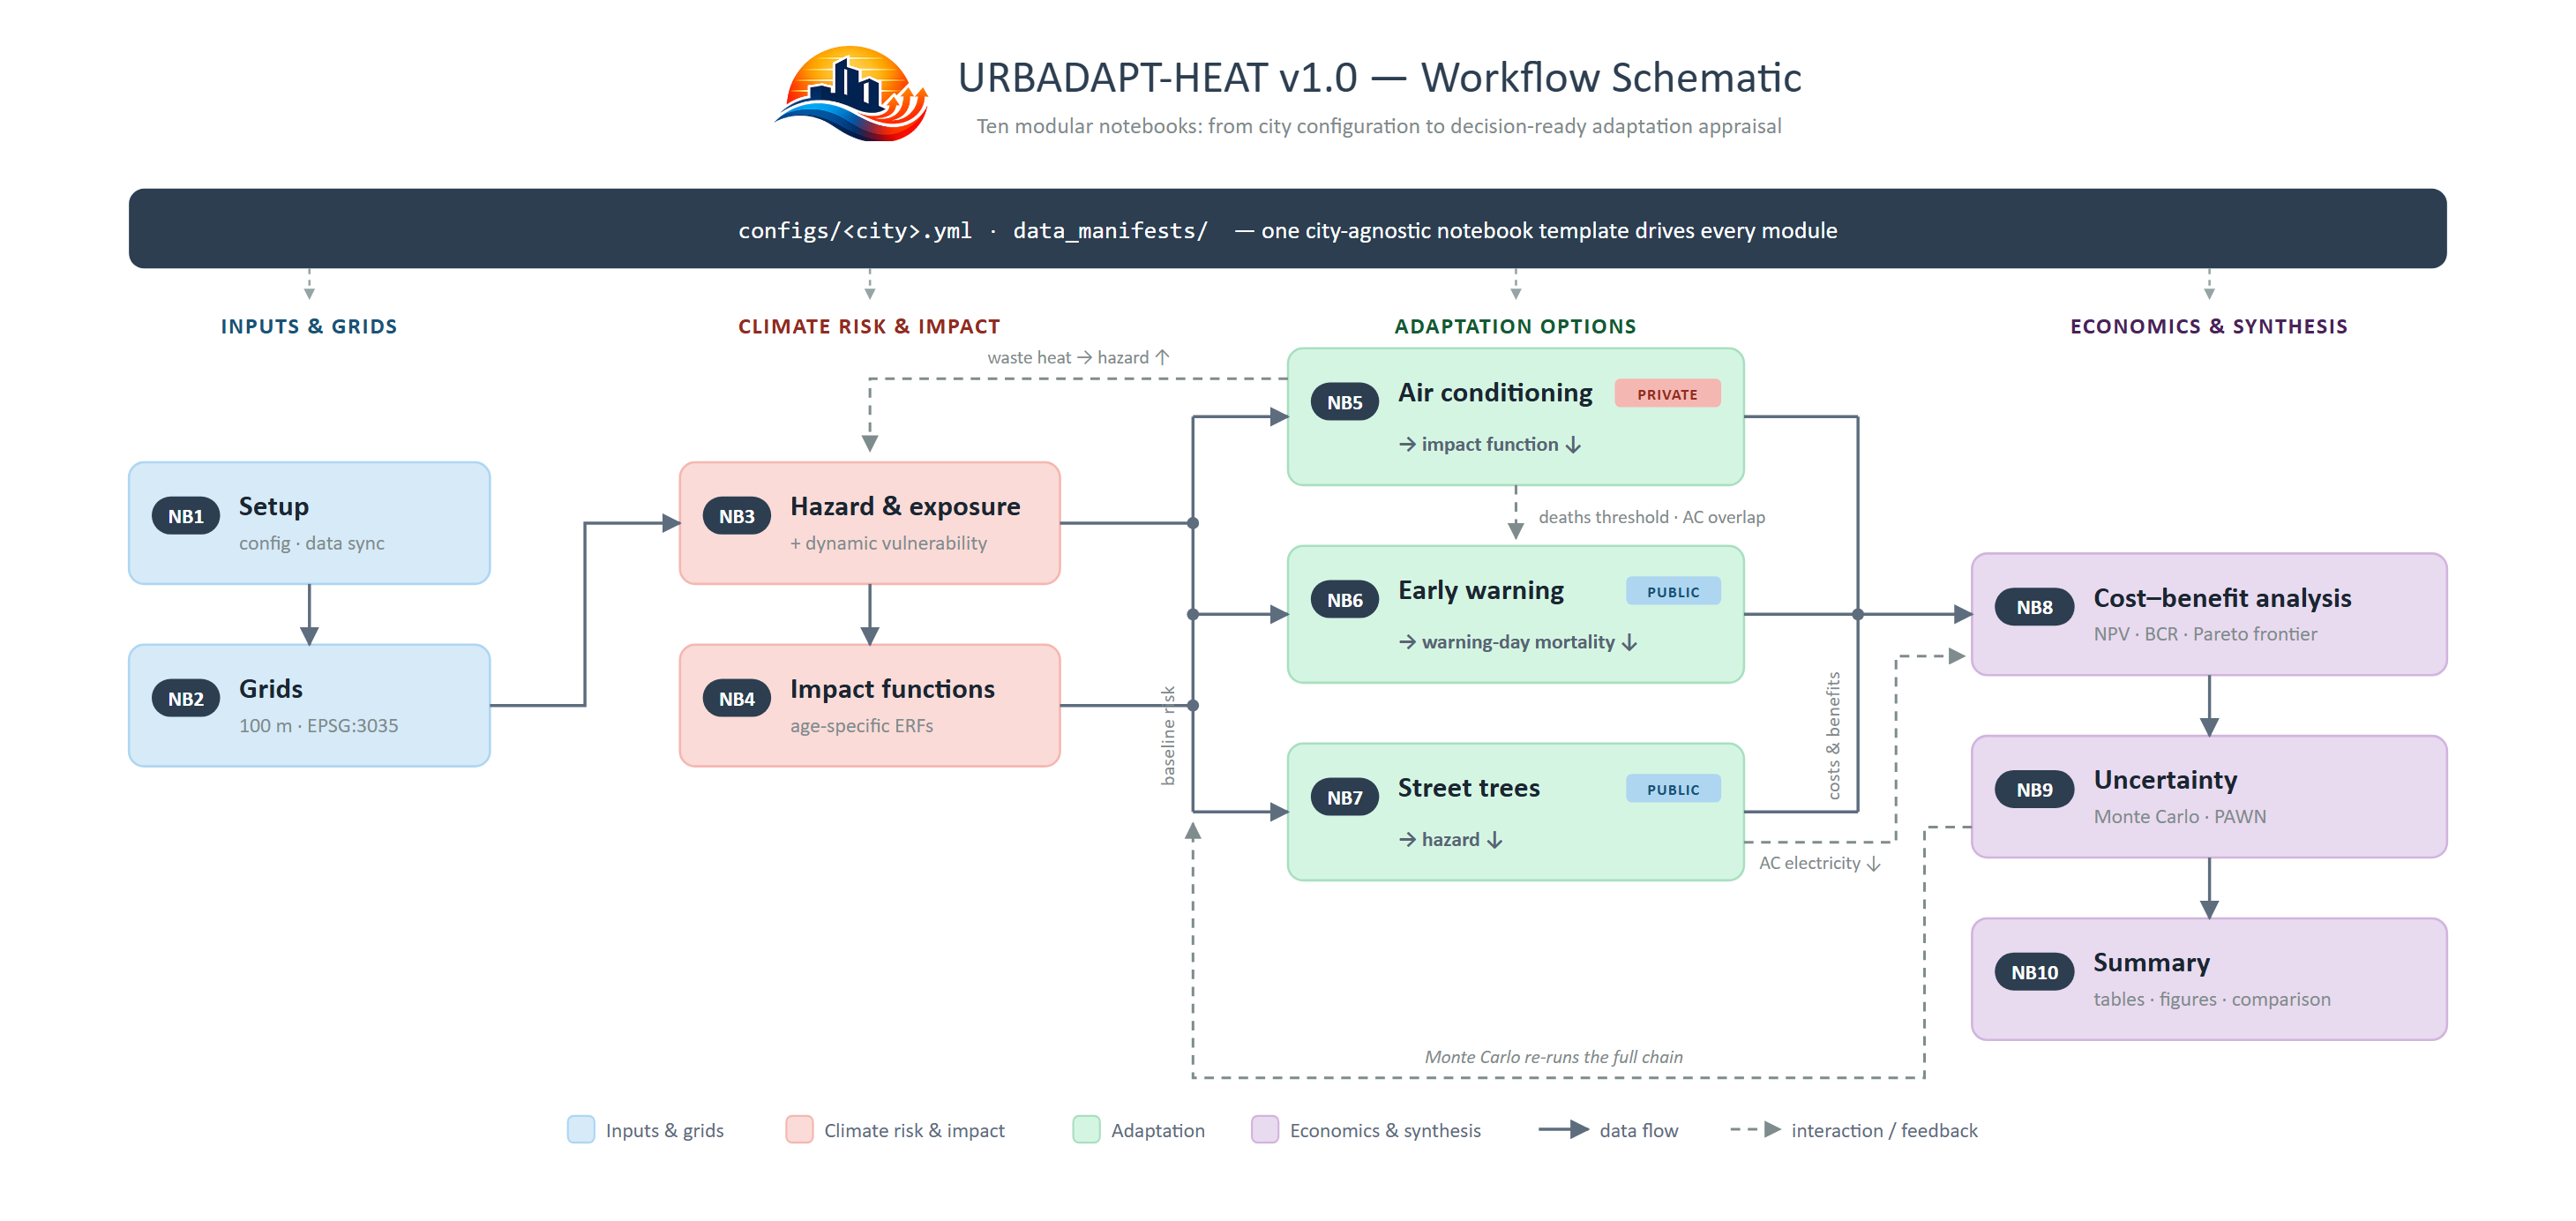 URBADAPT-HEAT v1.0 — Workflow Schematic
Ten modular notebooks: from city configuration to decision-ready adaptation appraisal
configs/<city>.yml · data_manifests/ — one city-agnostic notebook template drives every module
INPUTS & GRIDS
CLIMATE RISK & IMPACT
ADAPTATION OPTIONS
ECONOMICS & SYNTHESIS
NB1
Setup
config · data sync
NB2
Grids
100 m · EPSG:3035
waste heat → hazard ↑
NB3
Hazard & exposure
+ dynamic vulnerability
NB4
Impact functions
age-specific ERFs
baseline risk
NB5
Air conditioning
PRIVATE
→ impact function ↓
deaths threshold · AC overlap
NB6
Early warning
PUBLIC
→ warning-day mortality ↓
NB7
Street trees
PUBLIC
→ hazard ↓
costs & benefits
AC electricity ↓
NB8
Cost–benefit analysis
NPV · BCR · Pareto frontier
NB9
Uncertainty
Monte Carlo · PAWN
NB10
Summary
tables · figures · comparison
Monte Carlo re-runs the full chain
Inputs & grids
Climate risk & impact
Adaptation
Economics & synthesis
data flow
interaction / feedback